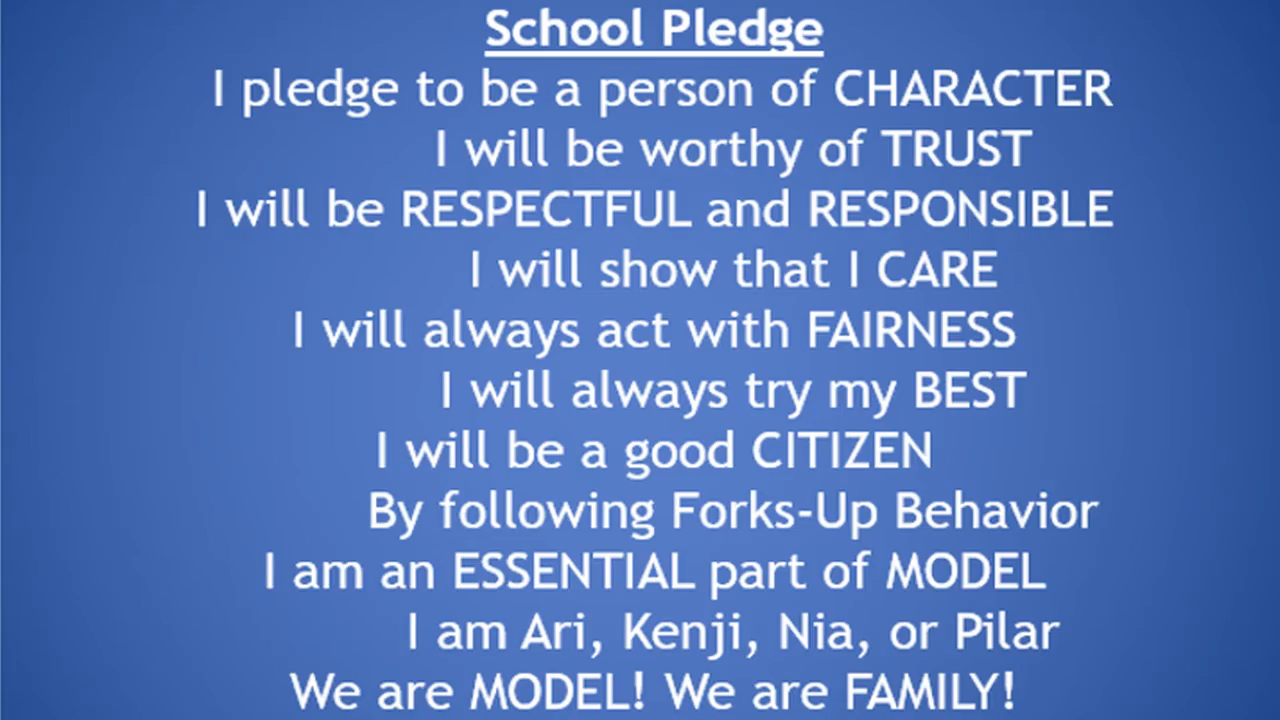 School Pledge
I pledge to be a person of CHARACTER
I will be worthy of TRUST
I will be RESPECTFUL and RESPONSIBLE
I will show that I CARE
I will always act with FAIRNESS
I will always try my BEST
I will be a good CITIZEN
By following Forks-Up Behavior
I am an ESSENTIAL part of MODEL
I am Ari, Kenji, Nia, or Pilar
We are MODEL! We are FAMILY!